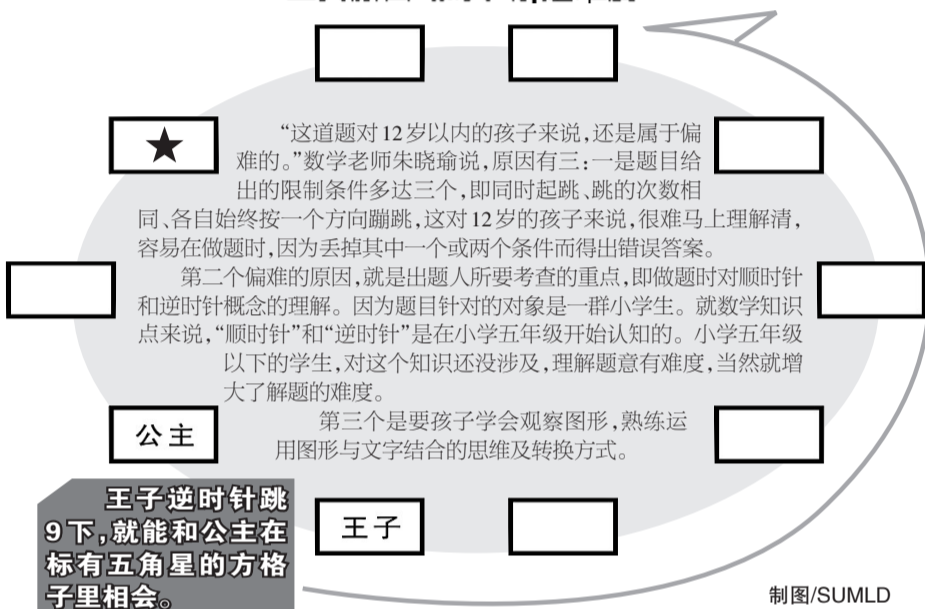 ★
“这道题对12岁以内的孩子来说,还是属于偏
难的。”数学老师朱晓瑜说,原因有三:一是题目给
出的限制条件多达三个,即同时起跳、跳的次数相
同、各自始终按一个方向蹦跳,这对12岁的孩子来说,很难马上理解清,
容易在做题时,因为丢掉其中一个或两个条件而得出错误答案。
第二个偏难的原因,就是出题人所要考查的重点,即做题时对顺时针
和逆时针概念的理解。因为题目针对的对象是一群小学生。就数学知识
点来说,“顺时针”和“逆时针”是在小学五年级开始认知的。小学五年级
以下的学生,对这个知识还没涉及,理解题意有难度,当然就增
大了解题的难度。
第三个是要孩子学会观察图形,熟练运
用图形与文字结合的思维及转换方式。
公主
王子
王子逆时针跳
9下,就能和公主在
标有五角星的方格
子里相会。
制图/SUMLD